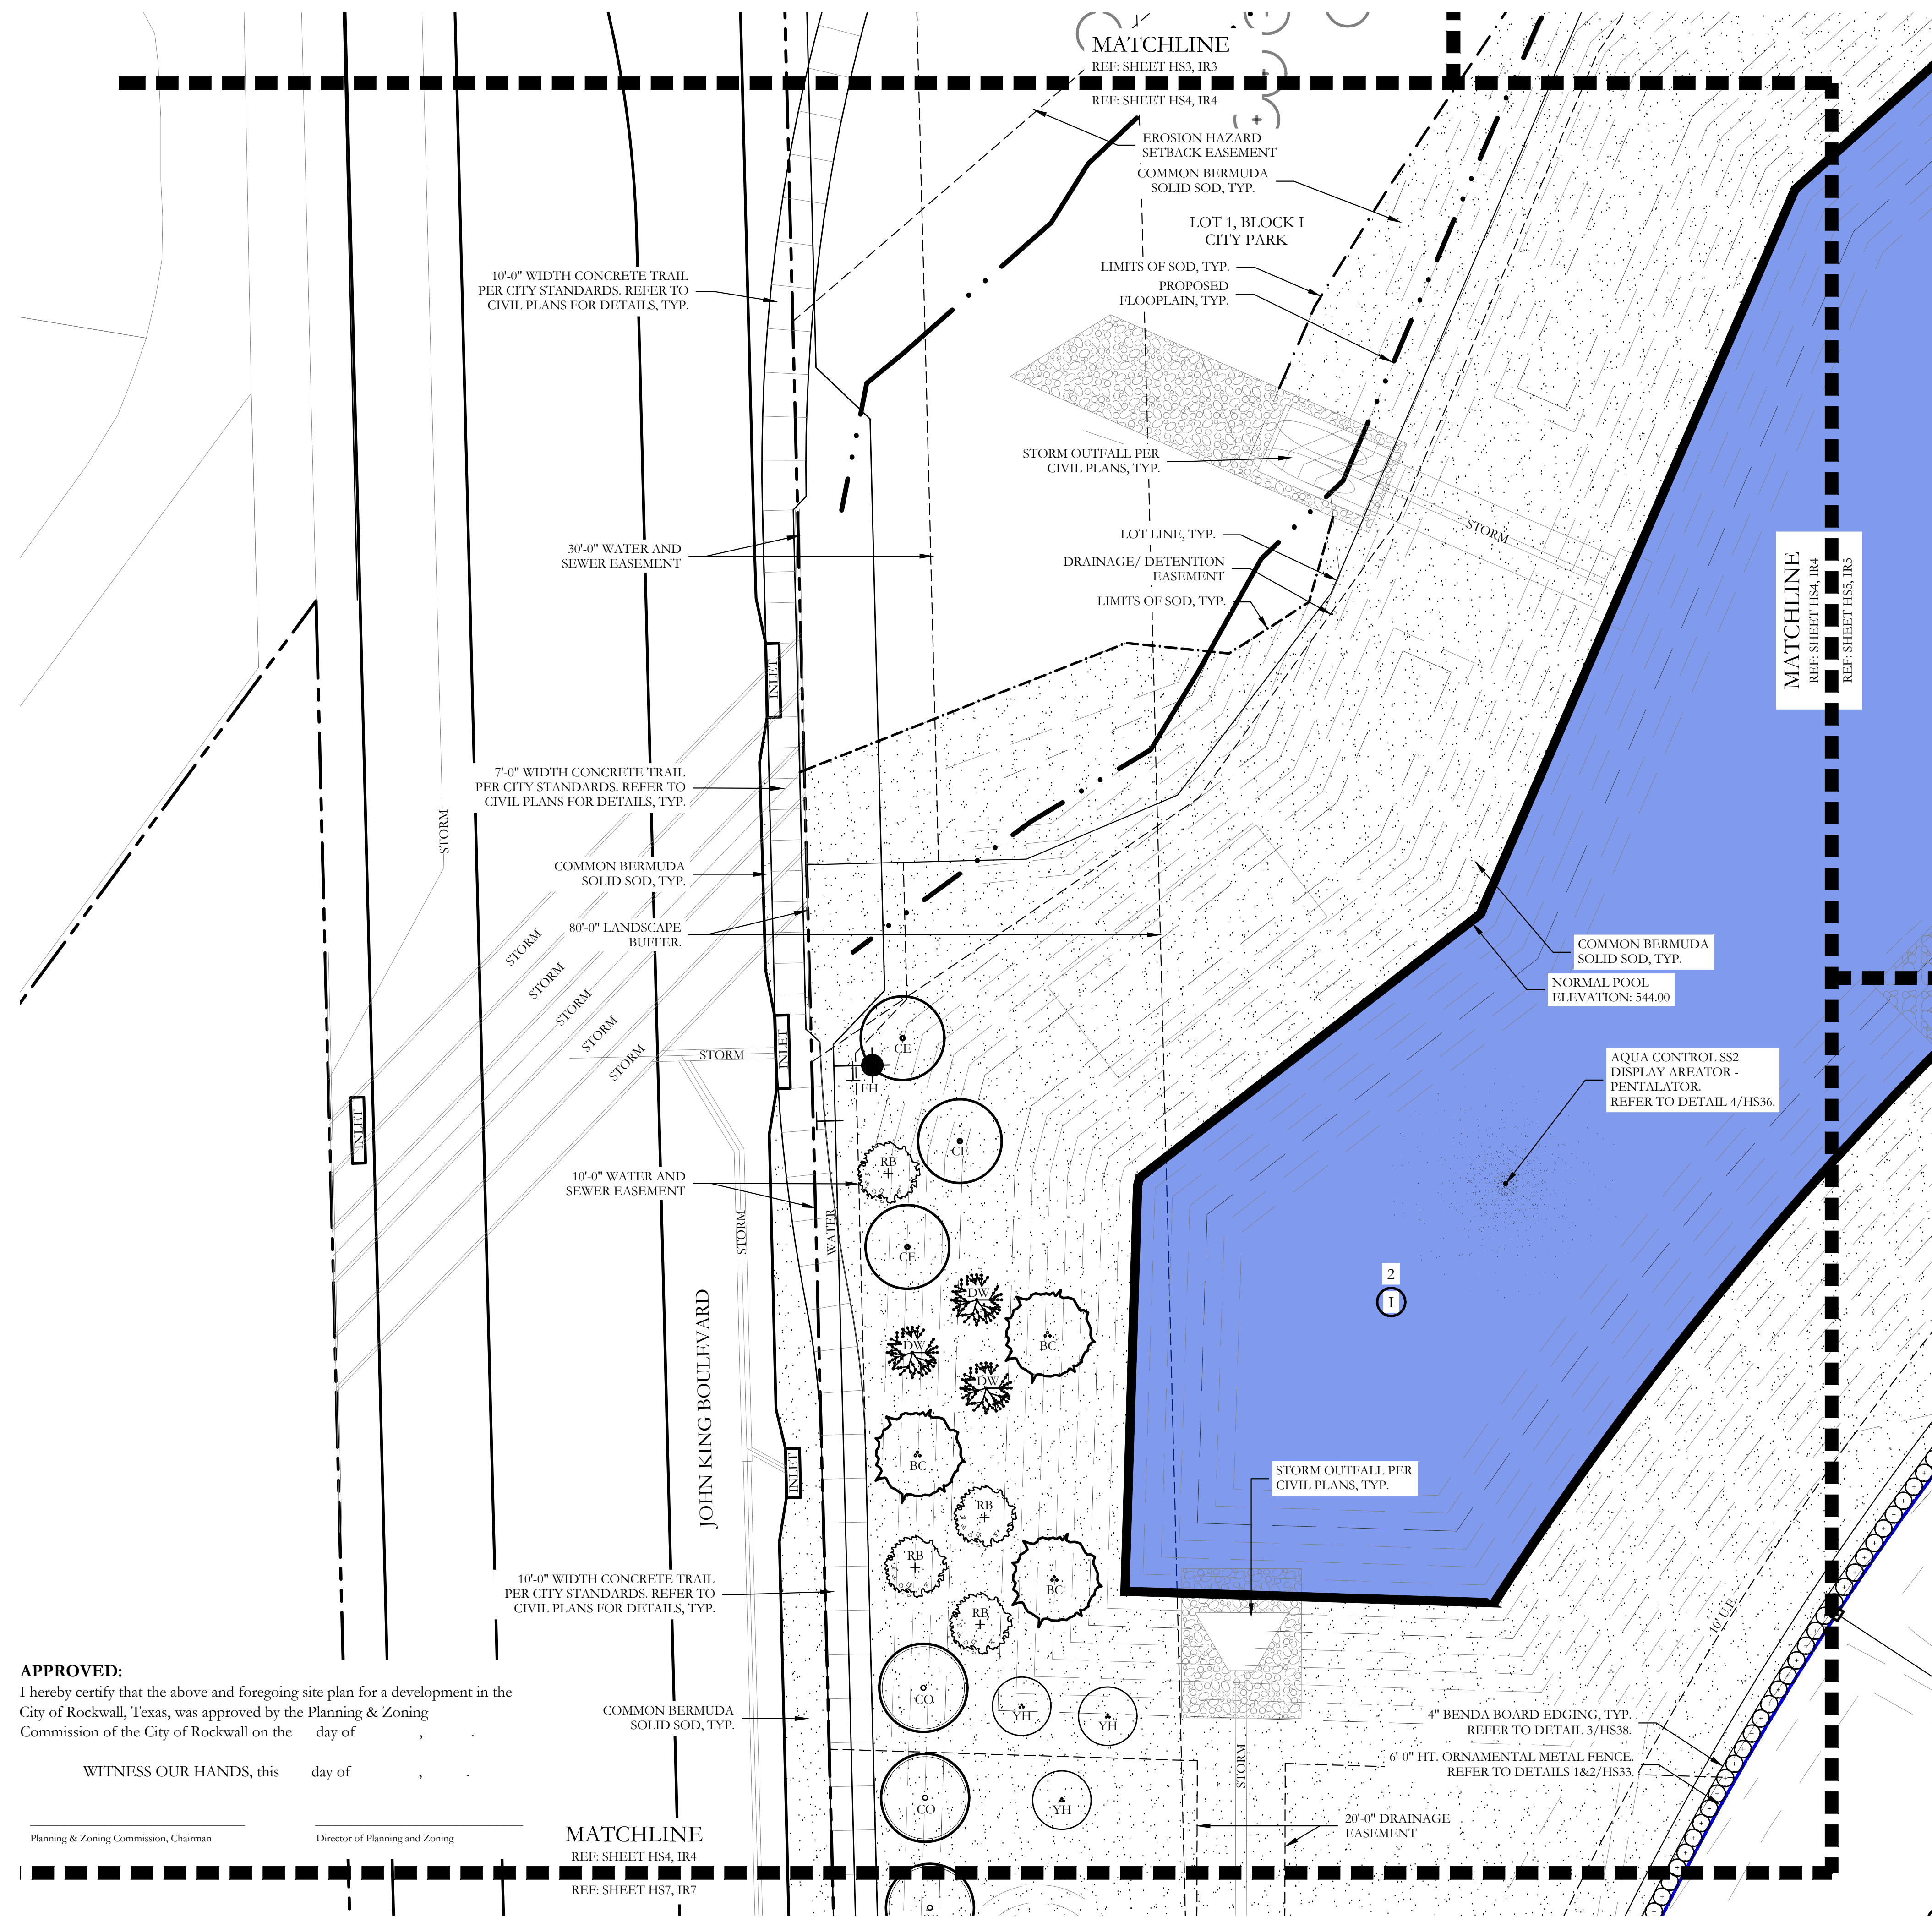 MATCHLINE
REF: SHEET HS3, IR3
REF: SHEET HS4, IR4
EROSION HAZARD
SETBACK EASEMENT
COMMON BERMUDA
SOLID SOD, TYP.
LOT 1, BLOCK I
CITY PARK
LIMITS OF SOD, TYP.
PROPOSED
FLOOPLAIN, TYP.
10'-0" WIDTH CONCRETE TRAIL
PER CITY STANDARDS. REFER TO
CIVIL PLANS FOR DETAILS, TYP.
STORM OUTFALL PER
CIVIL PLANS, TYP.
STORM
LOT LINE, TYP.
30'-0" WATER AND
SEWER EASEMENT
DRAINAGE/ DETENTION
EASEMENT
LIMITS OF SOD, TYP.
MATCHLINE
REF: SHEET HS4, IR4
REF: SHEET HS5, IR5
INLET
7'-0" WIDTH CONCRETE TRAIL
PER CITY STANDARDS. REFER TO
CIVIL PLANS FOR DETAILS, TYP.
STORM
COMMON BERMUDA
SOLID SOD, TYP.
80'-0" LANDSCAPE
BUFFER.
STORM
STORM
STORM
STORM
STORM
STORM
INLET
INLET
COMMON BERMUDA
SOLID SOD, TYP.
NORMAL POOL
ELEVATION: 544.00
CE
FH
AQUA CONTROL SS2
DISPLAY AREATOR -
PENTALATOR.
REFER TO DETAIL 4/HS36.
CE
RB
10'-0" WATER AND
SEWER EASEMENT
STORM
WATER
CE
2
I
DW
DW
BC
DW
JOHN KING BOULEVARD
BC
INLET
STORM OUTFALL PER
CIVIL PLANS, TYP.
RB
RB
BC
RB
10'-0" WIDTH CONCRETE TRAIL
PER CITY STANDARDS. REFER TO
CIVIL PLANS FOR DETAILS, TYP.
10' U.E.
CO
YH
YH
COMMON BERMUDA
SOLID SOD, TYP.
4" BENDA BOARD EDGING, TYP.
REFER TO DETAIL 3/HS38.
6'-0" HT. ORNAMENTAL METAL FENCE.
REFER TO DETAILS 1&2/HS33.
STORM
CO
YH
20'-0" DRAINAGE
EASEMENT
APPROVED:
I hereby certify that the above and foregoing site plan for a development in the
City of Rockwall, Texas, was approved by the Planning & Zoning
Commission of the City of Rockwall on the day of , .
WITNESS OUR HANDS, this day of , .
Planning & Zoning Commission, Chairman
Director of Planning and Zoning
MATCHLINE
REF: SHEET HS4, IR4
REF: SHEET HS7, IR7